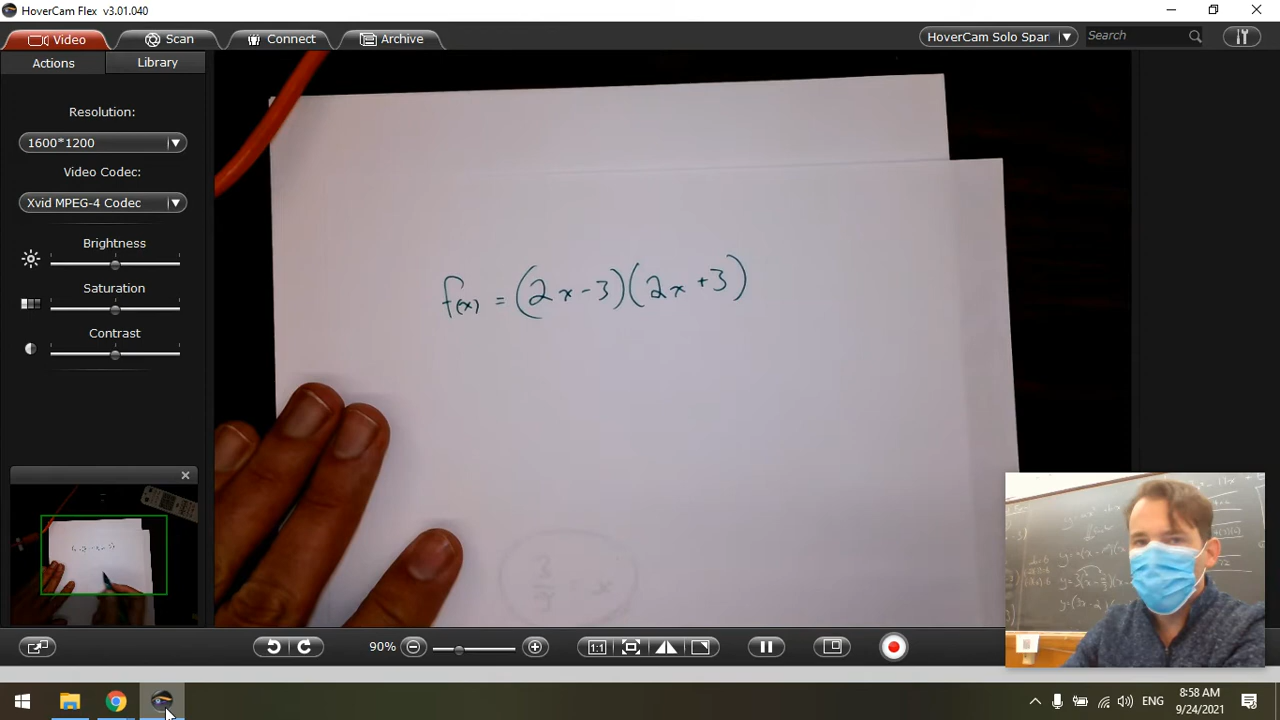 HoverCam Flex v3.01.040
Video
Scan
Connect
Archive
HoverCam Solo Spar
Search
Actions
Library
Resolution:
1600*1200
Video Codec:
Xvid MPEG-4 Codec
Brightness
Saturation
Contrast
f(x) = (2x-3)(2x+3)
90%
1:1
ENG
8:58 AM
9/24/2021